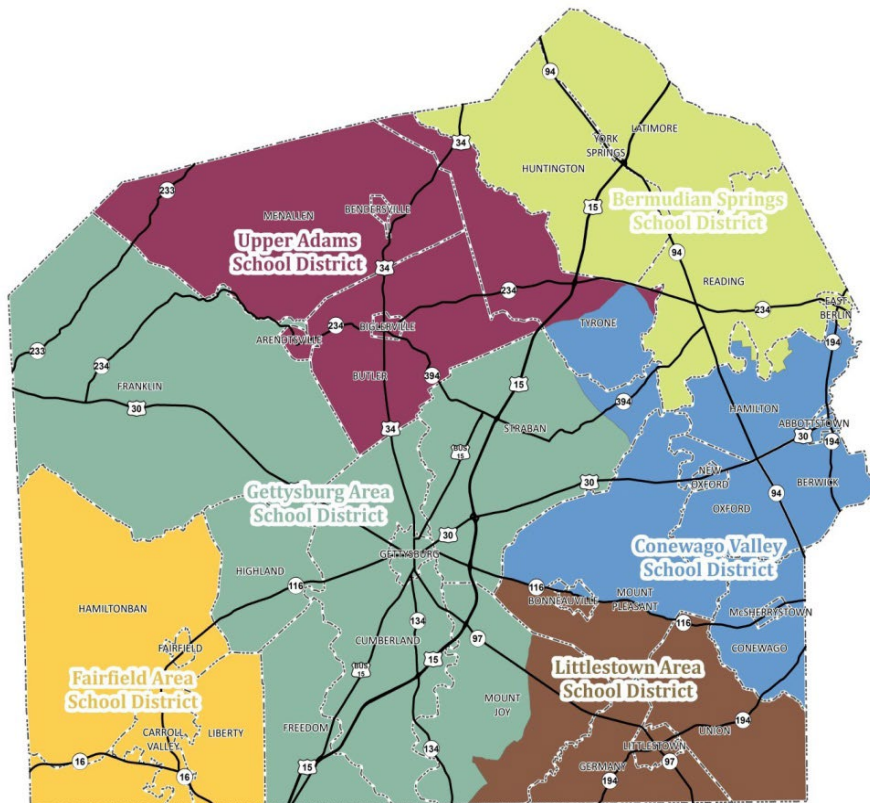 94
LATIMORE
YORK
SPRINGS
34
HUNTINGTON
233
15
Bermudian Springs
School District
BENDERSVILLE
MENALLEN
Upper Adams
School District
94
34
READING
234
234
EAST
BERLIN
TYRONE
234
BIGLERVILLE
ARENDTSVILLE
194
233
234
BUTLER
394
15
FRANKLIN
30
394
HAMILTON
34
STRABAN
ABBOTTSTOWN
30
194
BUS
15
NEW
OXFORD
30
BERWICK
Gettysburg Area
School District
94
OXFORD
30
GETTYSBURG
Conewago Valley
School District
HIGHLAND
116
116
BONNEAUVILLE
MOUNT
PLEASANT
McSHERRYSTOWN
HAMILTONBAN
134
116
CUMBERLAND
97
FAIRFIELD
CONEWAGO
15
BUS
15
Littlestown Area
School District
Fairfield Area
School District
MOUNT
JOY
FREEDOM
LIBERTY
CARROLL
VALLEY
194
UNION
134
LITTLESTOWN
16
15
GERMANY
97
16
194